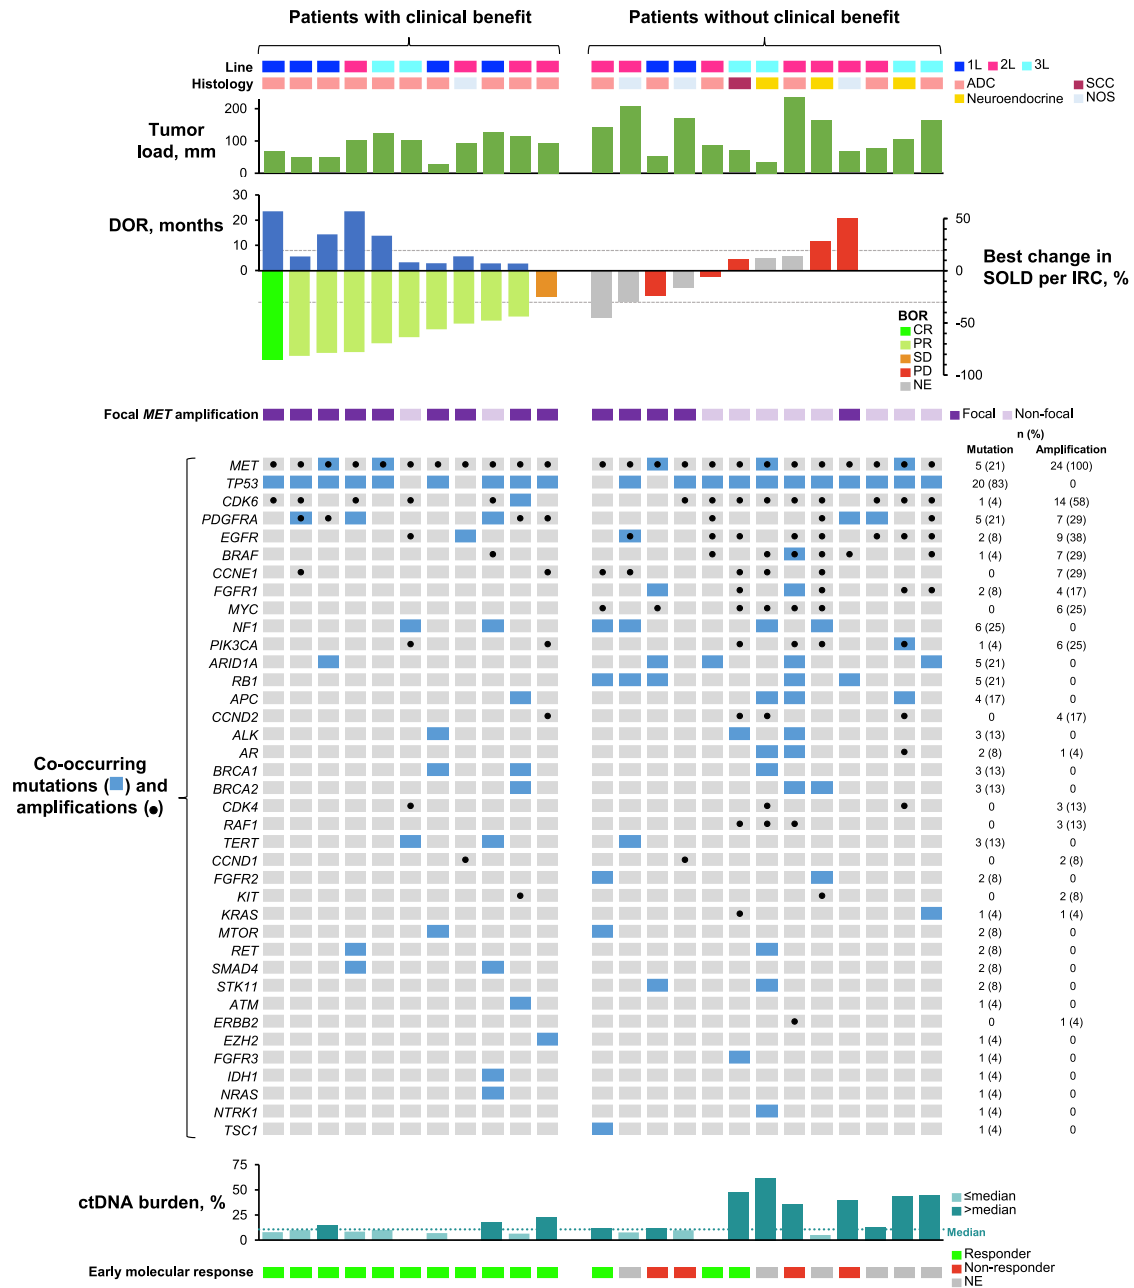 Patients with clinical benefit
Patients without clinical benefit
Line
1L 2L 3L
Histology
ADC SCC
Neuroendocrine NOS
Tumor load, mm
200
100
0
DOR, months
30
20
10
0
50
0
-50
-100
Best change in SOLD per IRC, %
BOR
CR
PR
SD
PD
NE
Focal MET amplification
Focal Non-focal
n (%)
Mutation Amplification
MET 5 (21) 24 (100)
TP53 20 (83) 0
CDK6 1 (4) 14 (58)
PDGFRA 5 (21) 7 (29)
EGFR 2 (8) 9 (38)
BRAF 1 (4) 7 (29)
CCNE1 0 7 (29)
FGFR1 2 (8) 4 (17)
MYC 0 6 (25)
NF1 6 (25) 0
PIK3CA 1 (4) 6 (25)
ARID1A 5 (21) 0
RB1 5 (21) 0
APC 4 (17) 0
CCND2 0 4 (17)
ALK 3 (13) 0
AR 2 (8) 1 (4)
BRCA1 3 (13) 0
BRCA2 3 (13) 0
CDK4 0 3 (13)
RAF1 0 3 (13)
TERT 3 (13) 0
CCND1 0 2 (8)
FGFR2 2 (8) 0
KIT 0 2 (8)
KRAS 1 (4) 1 (4)
MTOR 2 (8) 0
RET 2 (8) 0
SMAD4 2 (8) 0
STK11 2 (8) 0
ATM 1 (4) 0
ERBB2 0 1 (4)
EZH2 1 (4) 0
FGFR3 1 (4) 0
IDH1 1 (4) 0
NRAS 1 (4) 0
NTRK1 1 (4) 0
TSC1 1 (4) 0
Co-occurring
mutations ( ) and
amplifications (●)
ctDNA burden, %
75
50
25
0
≤median
>median
Median
Early molecular response
Responder
Non-responder
NE